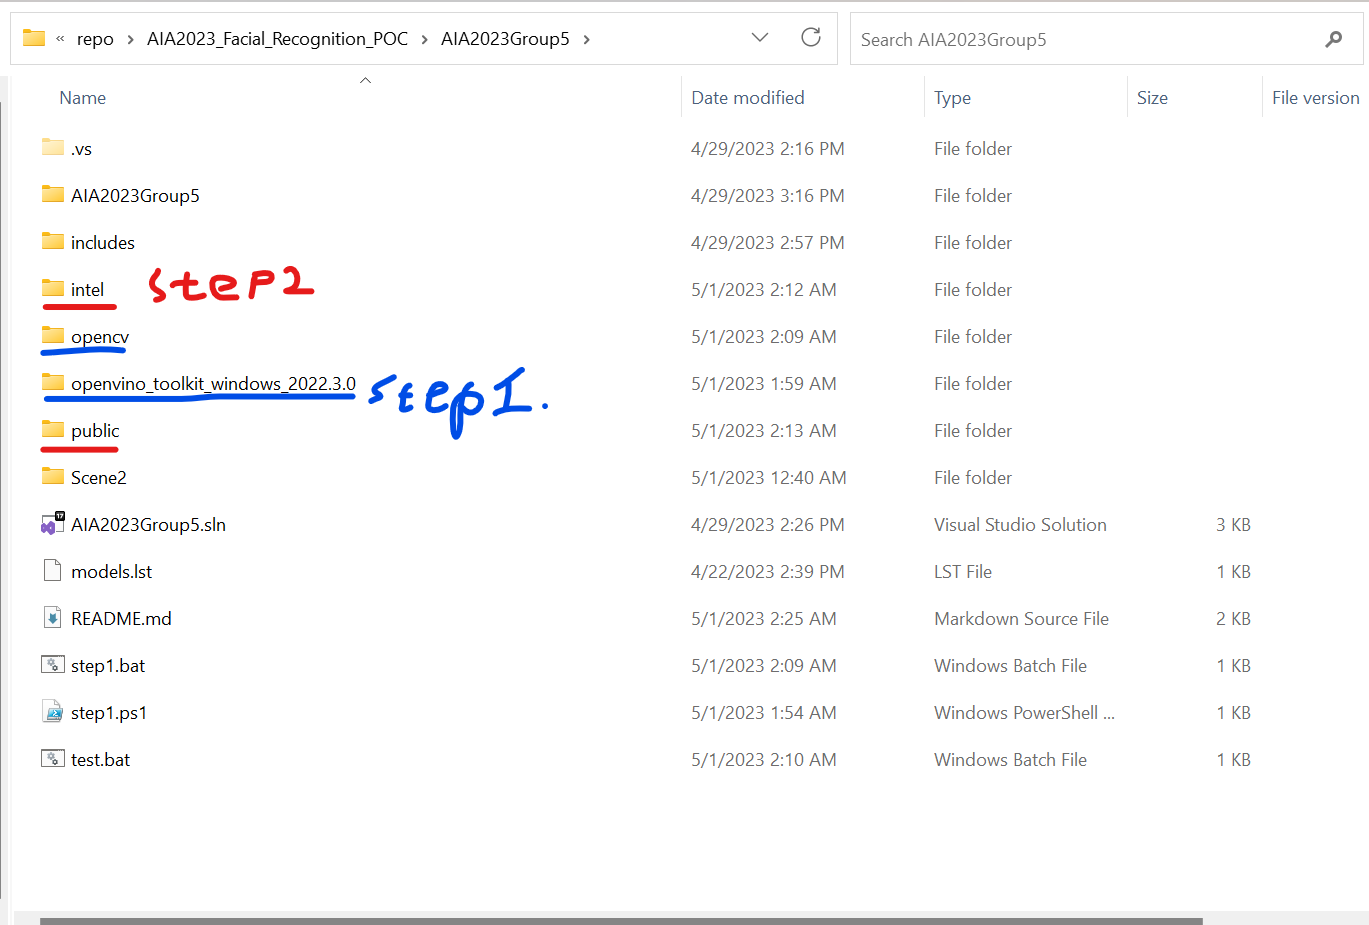 « repo › AIA2023_Facial_Recognition_POC › AIA2023Group5 › Search AIA2023Group5
Name Date modified Type Size File version
.vs 4/29/2023 2:16 PM File folder
AIA2023Group5 4/29/2023 3:16 PM File folder
includes 4/29/2023 2:57 PM File folder
intel step2 5/1/2023 2:12 AM File folder
opencv 5/1/2023 2:09 AM File folder
openvino_toolkit_windows_2022.3.0 step1. 5/1/2023 1:59 AM File folder
public 5/1/2023 2:13 AM File folder
Scene2 5/1/2023 12:40 AM File folder
17
AIA2023Group5.sln 4/29/2023 2:26 PM Visual Studio Solution 3 KB
models.lst 4/22/2023 2:39 PM LST File 1 KB
README.md 5/1/2023 2:25 AM Markdown Source File 2 KB
step1.bat 5/1/2023 2:09 AM Windows Batch File 1 KB
step1.ps1 5/1/2023 1:54 AM Windows PowerShell ... 1 KB
test.bat 5/1/2023 2:10 AM Windows Batch File 1 KB